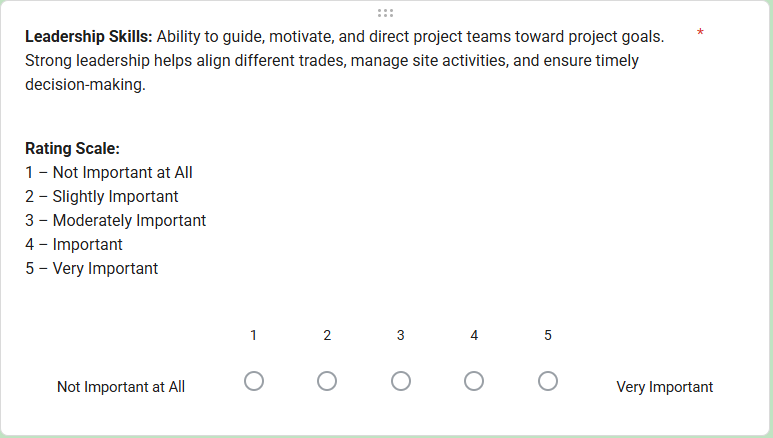 Leadership Skills: Ability to guide, motivate, and direct project teams toward project goals. *
Strong leadership helps align different trades, manage site activities, and ensure timely
decision-making.
Rating Scale:
1 – Not Important at All
2 – Slightly Important
3 – Moderately Important
4 – Important
5 – Very Important
1 2 3 4 5
Not Important at All Very Important